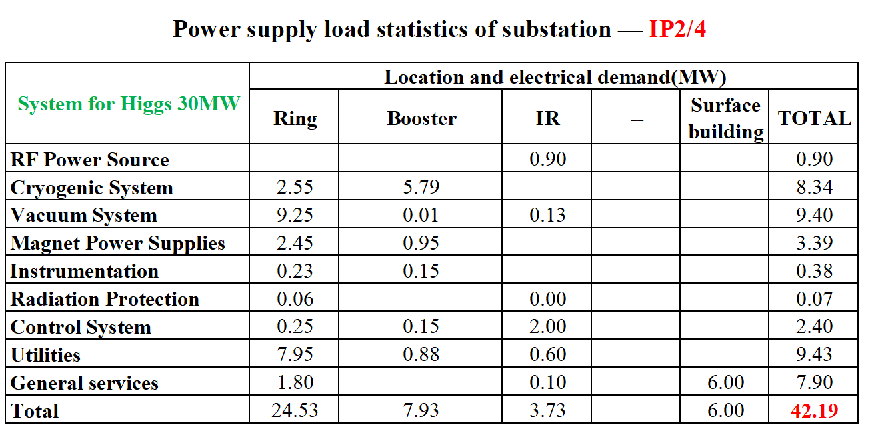 Power supply load statistics of substation — IP2/4
System for Higgs 30MW Location and electrical demand(MW)
Ring Booster IR – Surface building TOTAL
RF Power Source 0.90 0.90
Cryogenic System 2.55 5.79 8.34
Vacuum System 9.25 0.01 0.13 9.40
Magnet Power Supplies 2.45 0.95 3.39
Instrumentation 0.23 0.15 0.38
Radiation Protection 0.06 0.00 0.07
Control System 0.25 0.15 2.00 2.40
Utilities 7.95 0.88 0.60 9.43
General services 1.80 0.10 6.00 7.90
Total 24.53 7.93 3.73 6.00 42.19